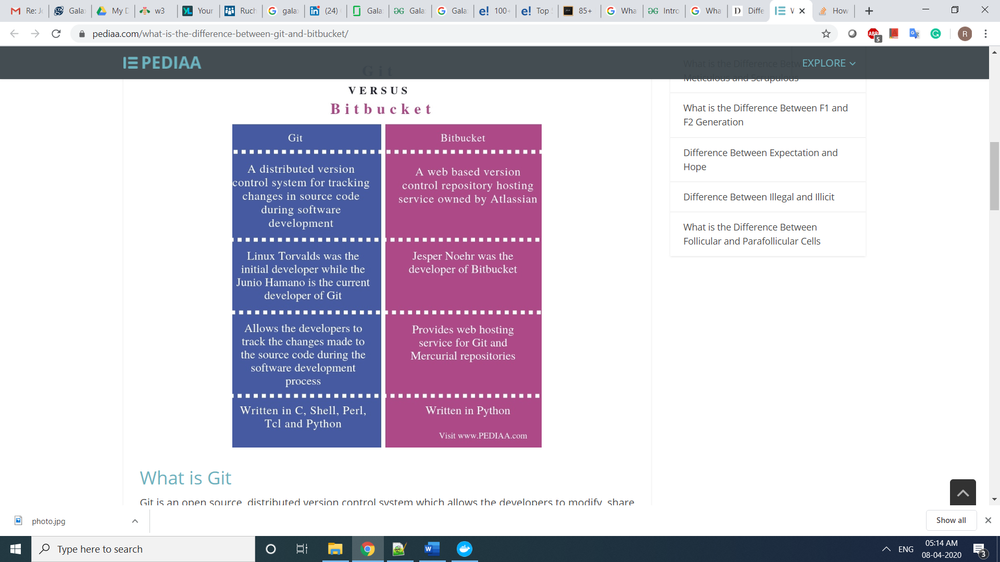 Re: J
Gala
My D
w3
Your
Ruch
gala
(24)
Gala
Gala
Gala
100+
Top
85+
Wha
Intro
Wha
Diffe
How
pediaa.com/what-is-the-difference-between-git-and-bitbucket/
ABP
5
R
PEDIAA
EXPLORE
Git
VERSUS
Bitbucket
Git
A distributed version
control system for tracking
changes in source code
during software
development
Linux Torvalds was the
initial developer while the
Junio Hamano is the current
developer of Git
Allows the developers to
track the changes made to
the source code during the
software development
process
Written in C, Shell, Perl,
Tcl and Python
Bitbucket
A web based version
control repository hosting
service owned by Atlassian
Jesper Noehr was the
developer of Bitbucket
Provides web hosting
service for Git and
Mercurial repositories
Written in Python
Visit www.PEDIAA.com
What is the Difference Between
Meticulous and Scrupulous
What is the Difference Between F1 and
F2 Generation
Difference Between Expectation and
Hope
Difference Between Illegal and Illicit
What is the Difference Between
Follicular and Parafollicular Cells
What is Git
Git is an open source, distributed version control system which allows the developers to modify, share
photo.jpg
Show all
Type here to search
ENG
05:14 AM
08-04-2020
3